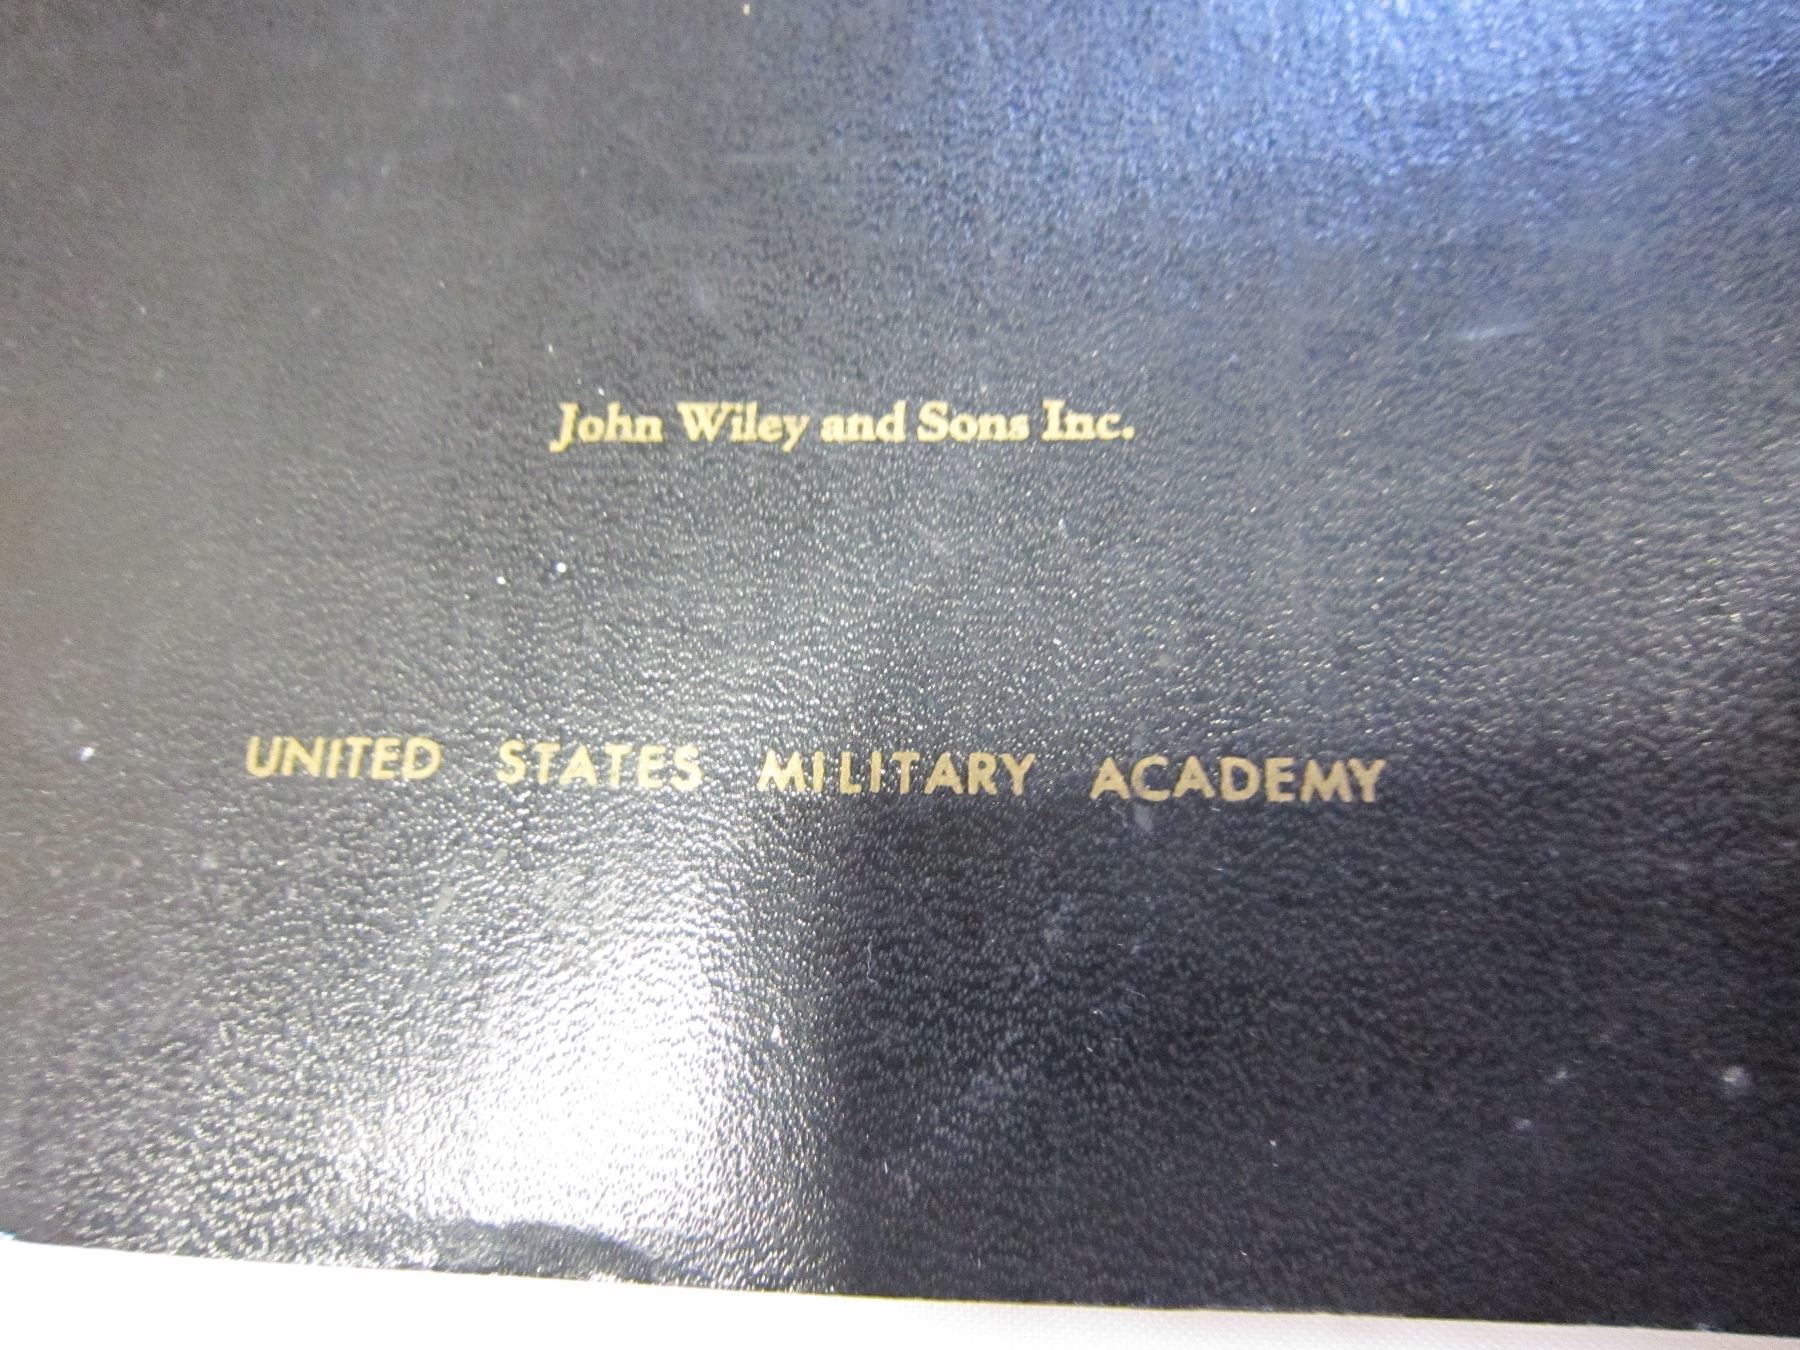 John Wiley and Sons Inc.
UNITED STATES MILITARY ACADEMY